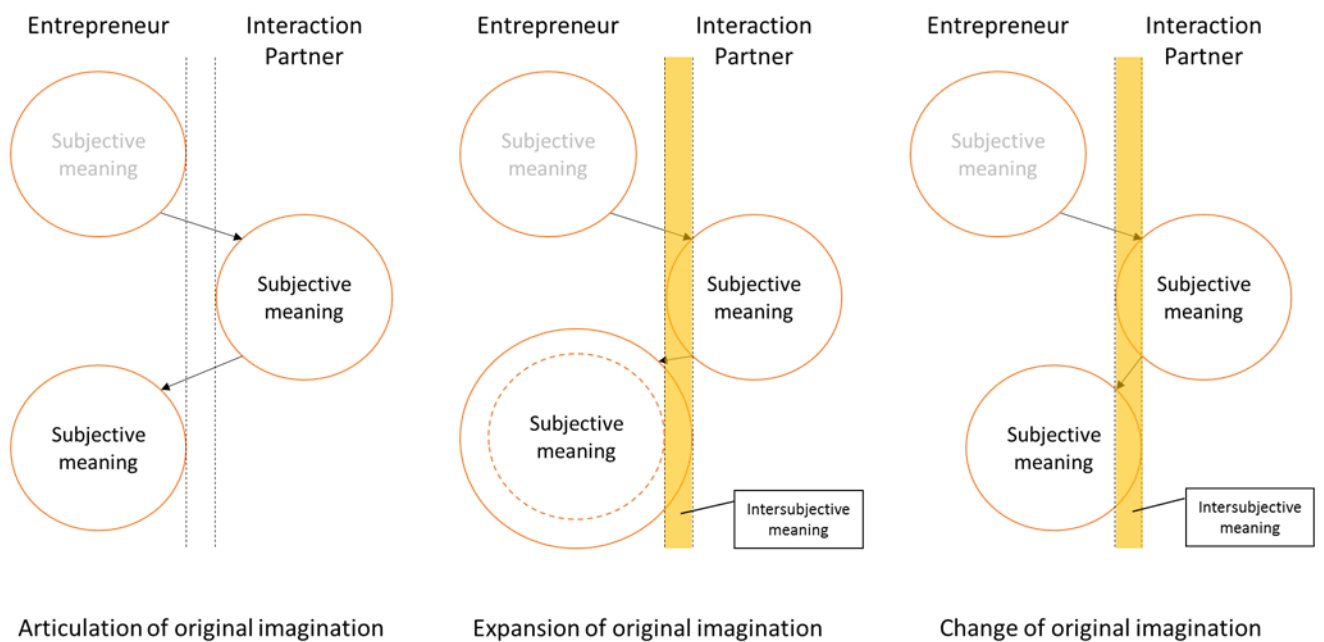 Entrepreneur
Interaction
Partner
Subjective
meaning
Subjective
meaning
Subjective
meaning
Articulation of original imagination
Entrepreneur
Interaction
Partner
Subjective
meaning
Subjective
meaning
Subjective
meaning
Intersubjective
meaning
Expansion of original imagination
Entrepreneur
Interaction
Partner
Subjective
meaning
Subjective
meaning
Subjective
meaning
Intersubjective
meaning
Change of original imagination